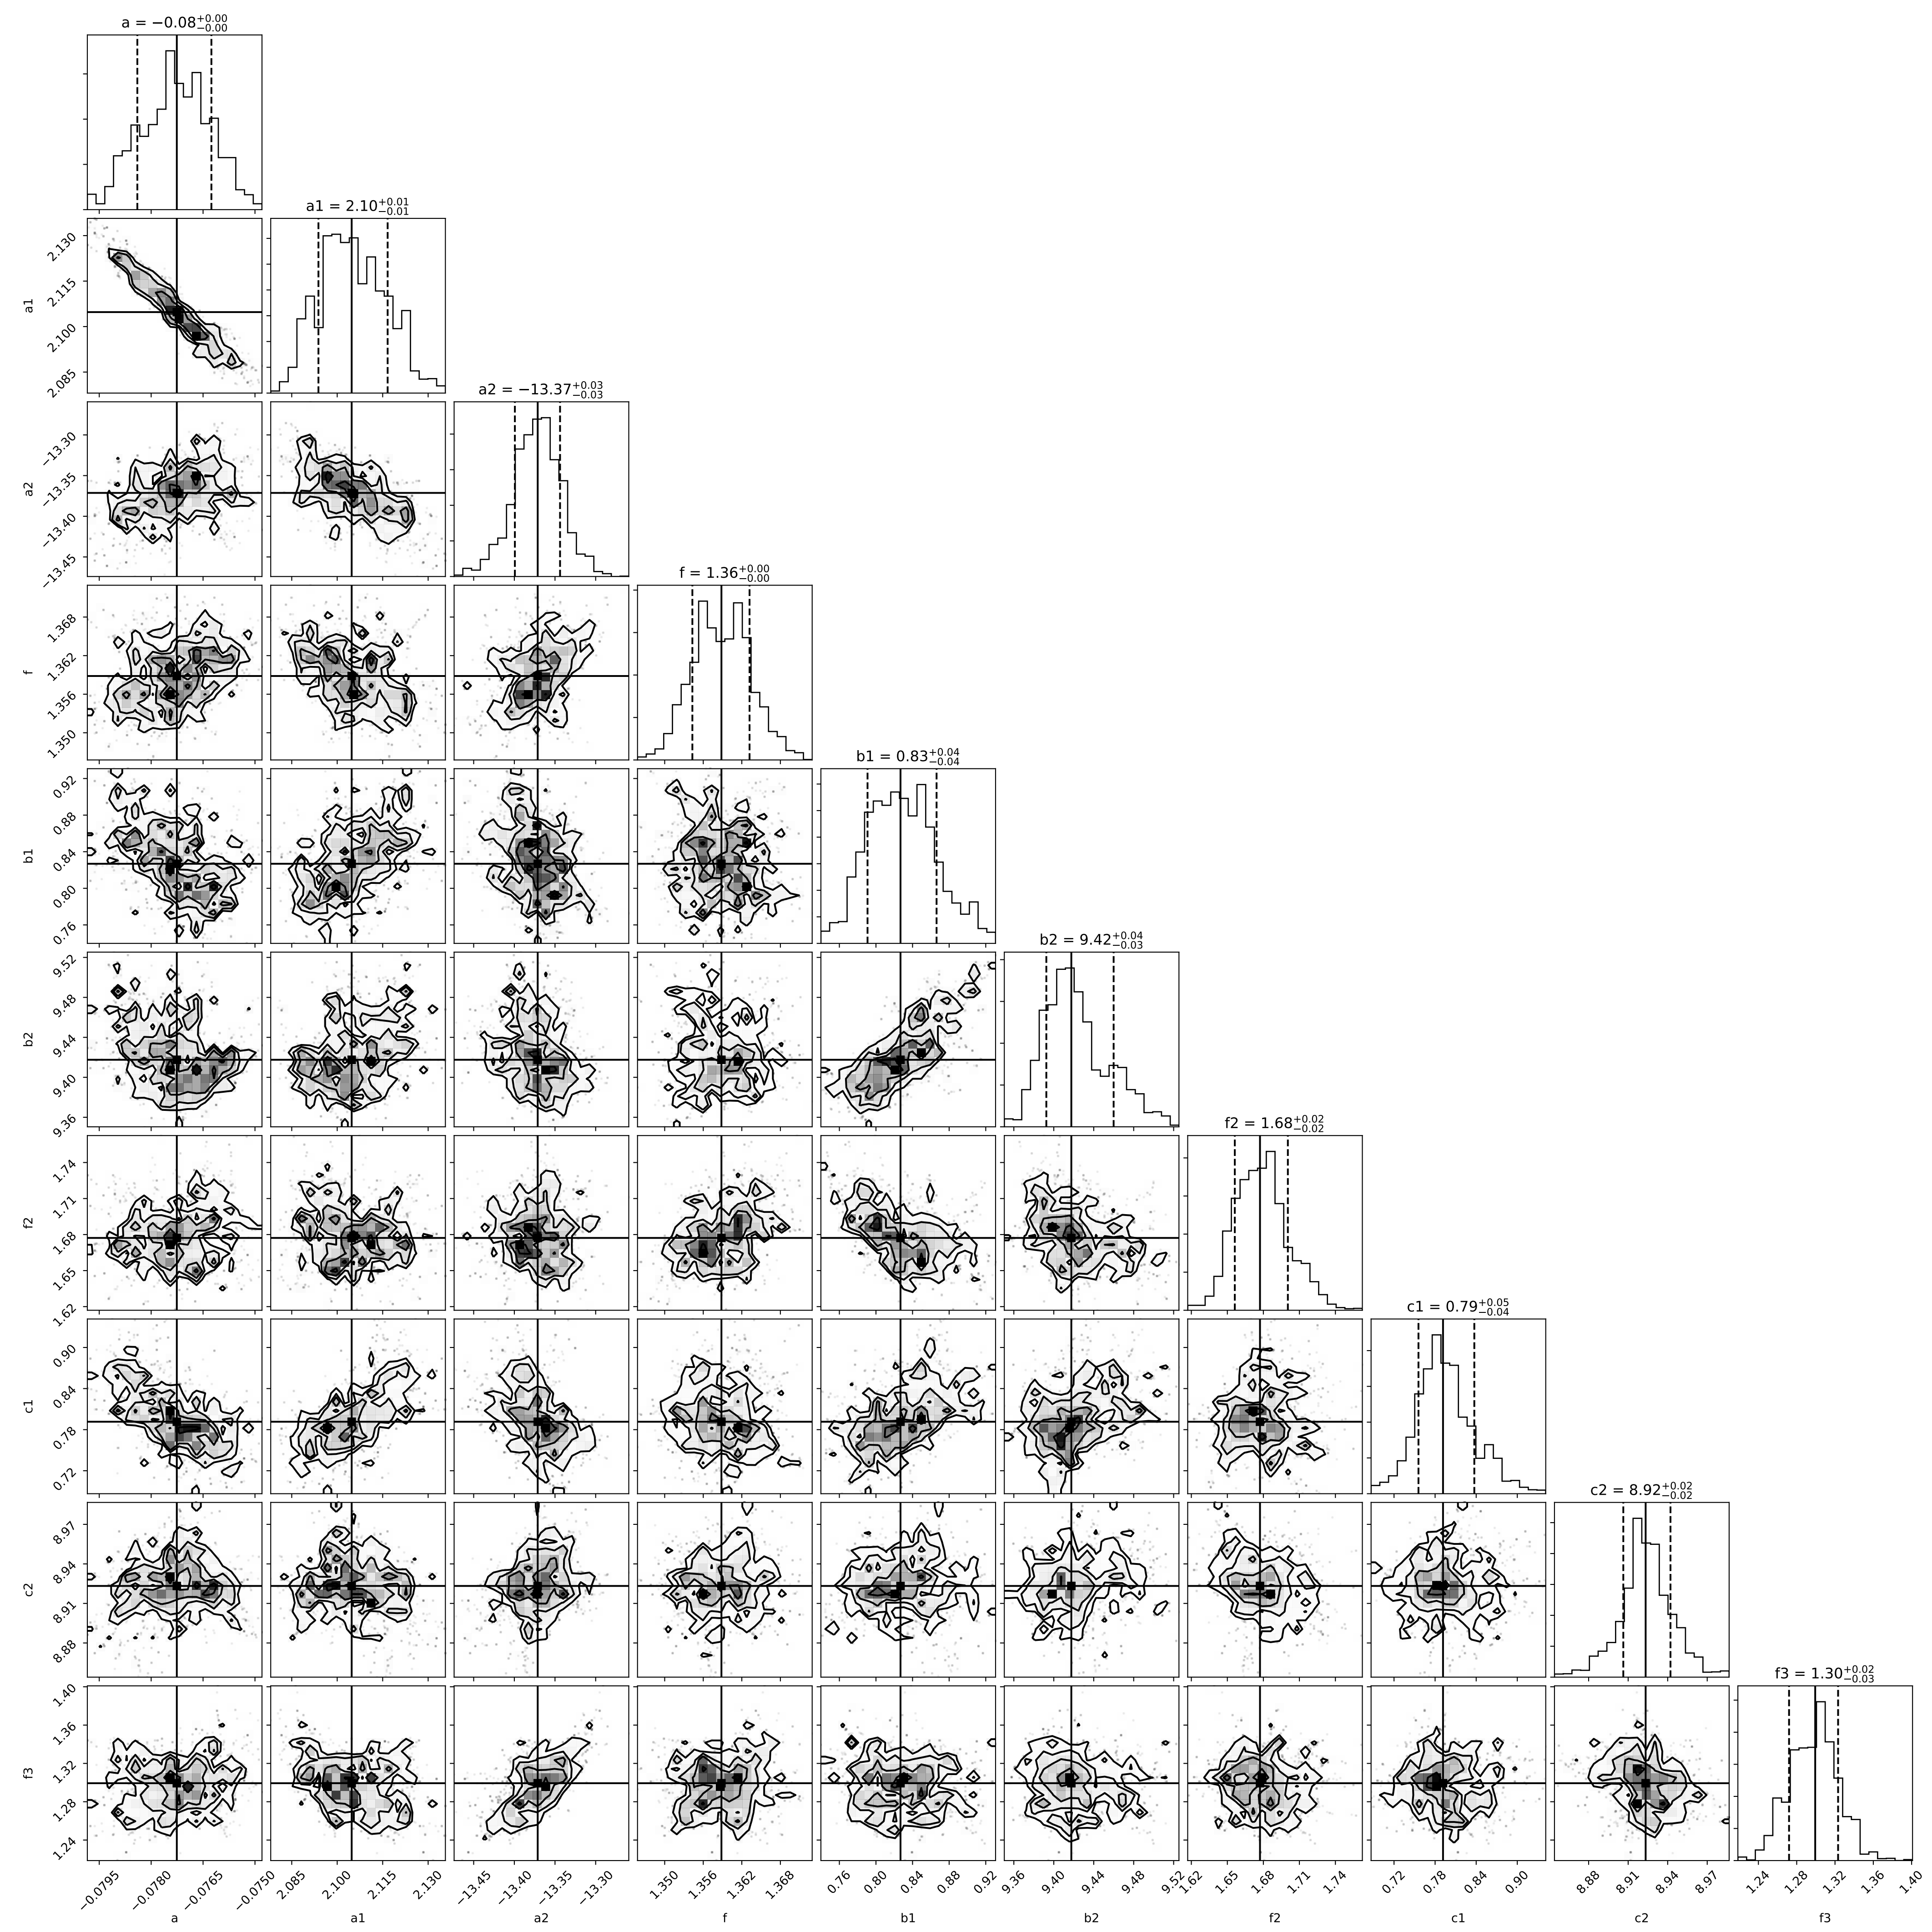 a = −0.08+0.00−0.00
a1 = 2.10+0.01−0.01
2.130
2.115
2.100
2.085
a1
a2 = −13.37+0.03−0.03
−13.30
−13.35
−13.40
−13.45
a2
f = 1.36+0.00−0.00
1.368
1.362
1.356
1.350
f
b1 = 0.83+0.04−0.04
0.92
0.88
0.84
0.80
0.76
b1
b2 = 9.42+0.04−0.03
9.52
9.48
9.44
9.40
9.36
b2
f2 = 1.68+0.02−0.02
1.74
1.71
1.68
1.65
1.62
f2
c1 = 0.79+0.05−0.04
0.90
0.84
0.78
0.72
c1
c2 = 8.92+0.02−0.02
8.97
8.94
8.91
8.88
c2
f3 = 1.30+0.02−0.03
1.40
1.36
1.32
1.28
1.24
f3
−0.0795 −0.0780 −0.0765 −0.0750 2.085 2.100 2.115 2.130 −13.45 −13.40 −13.35 −13.30 1.350 1.356 1.362 1.368 0.76 0.80 0.84 0.88 0.92 9.36 9.40 9.44 9.48 9.52 1.62 1.65 1.68 1.71 1.74 0.72 0.78 0.84 0.90 8.88 8.91 8.94 8.97 1.24 1.28 1.32 1.36 1.40
a a1 a2 f b1 b2 f2 c1 c2 f3